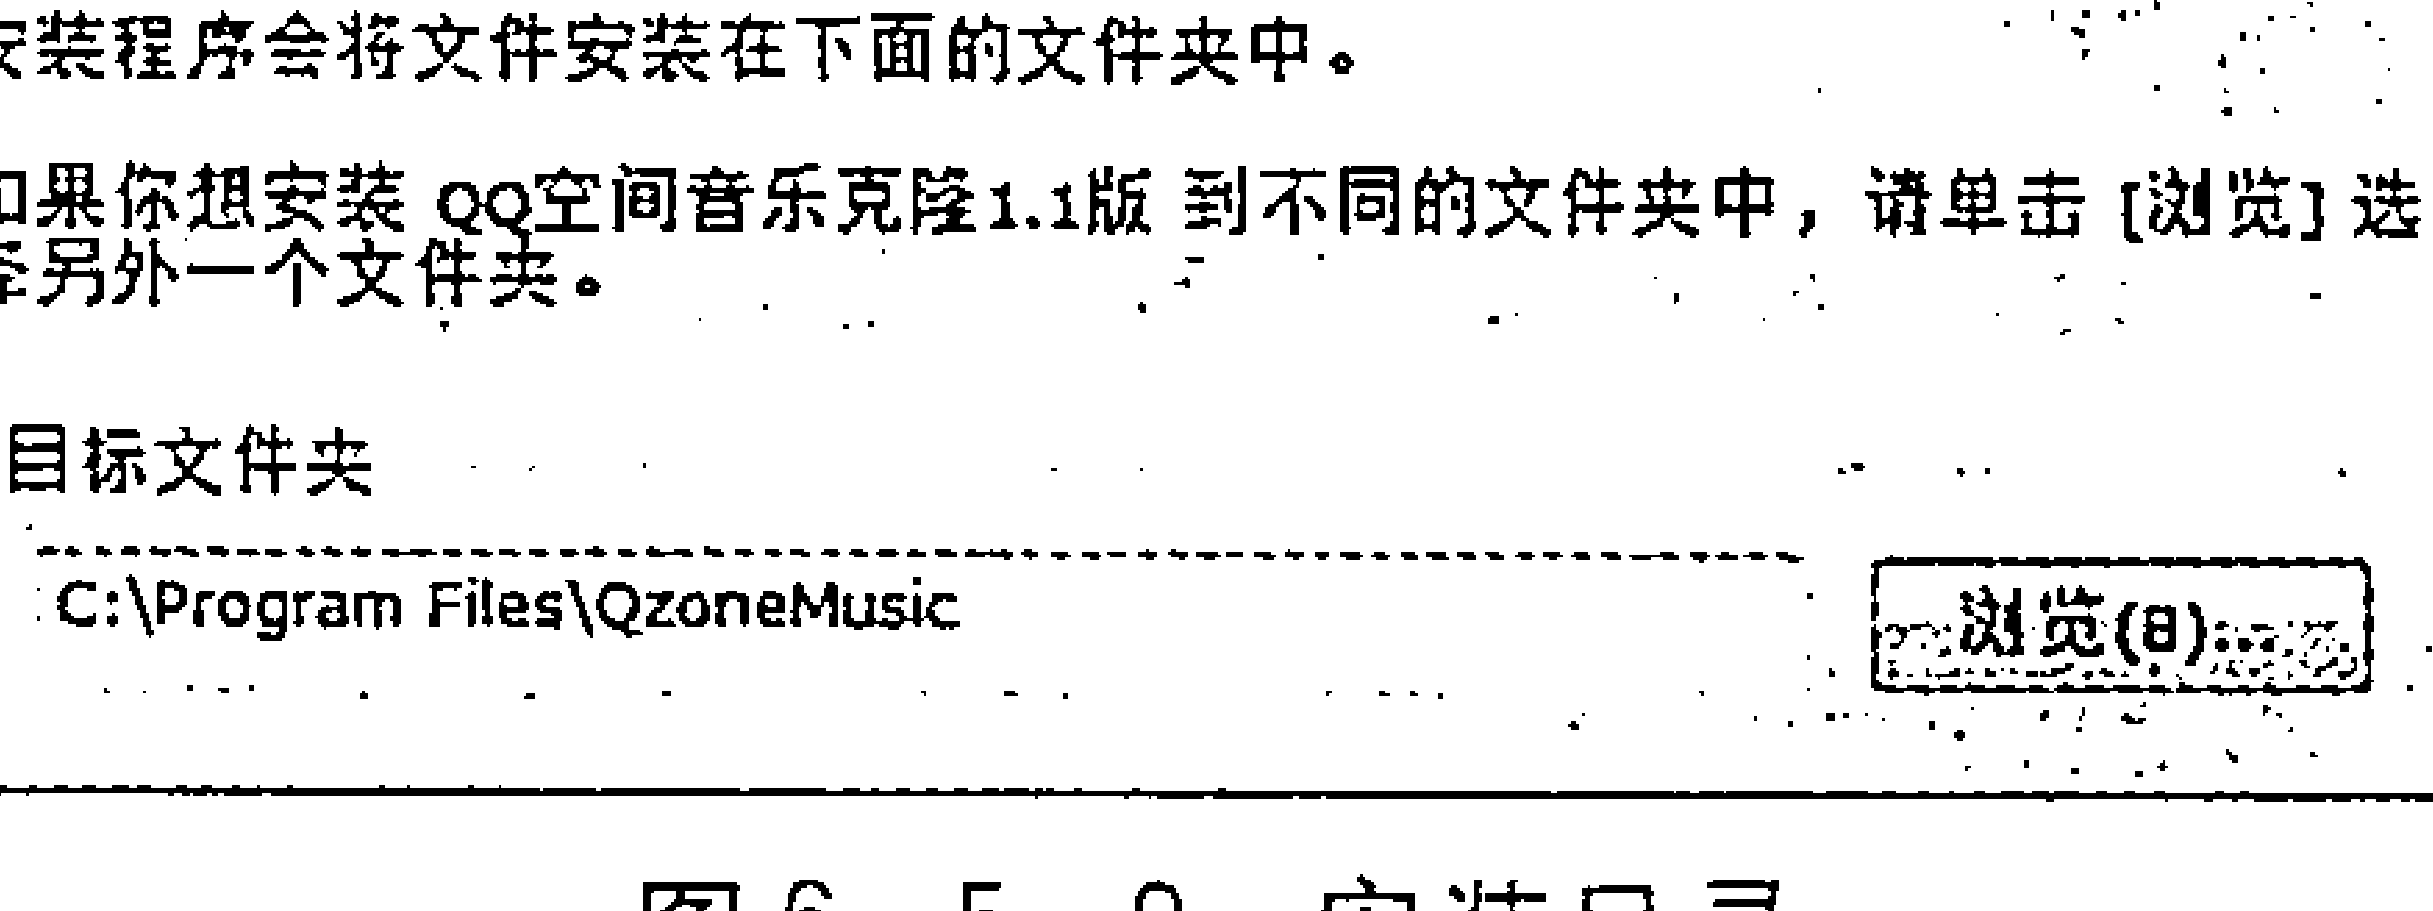 安装程序会将文件安装在下面的文件夹中。
如果你想安装 QQ空间音乐克隆1.1版 到不同的文件夹中，请单击 [浏览] 选
择另外一个文件夹。
目标文件夹
C:\Program Files\QzoneMusic
浏览(B)...